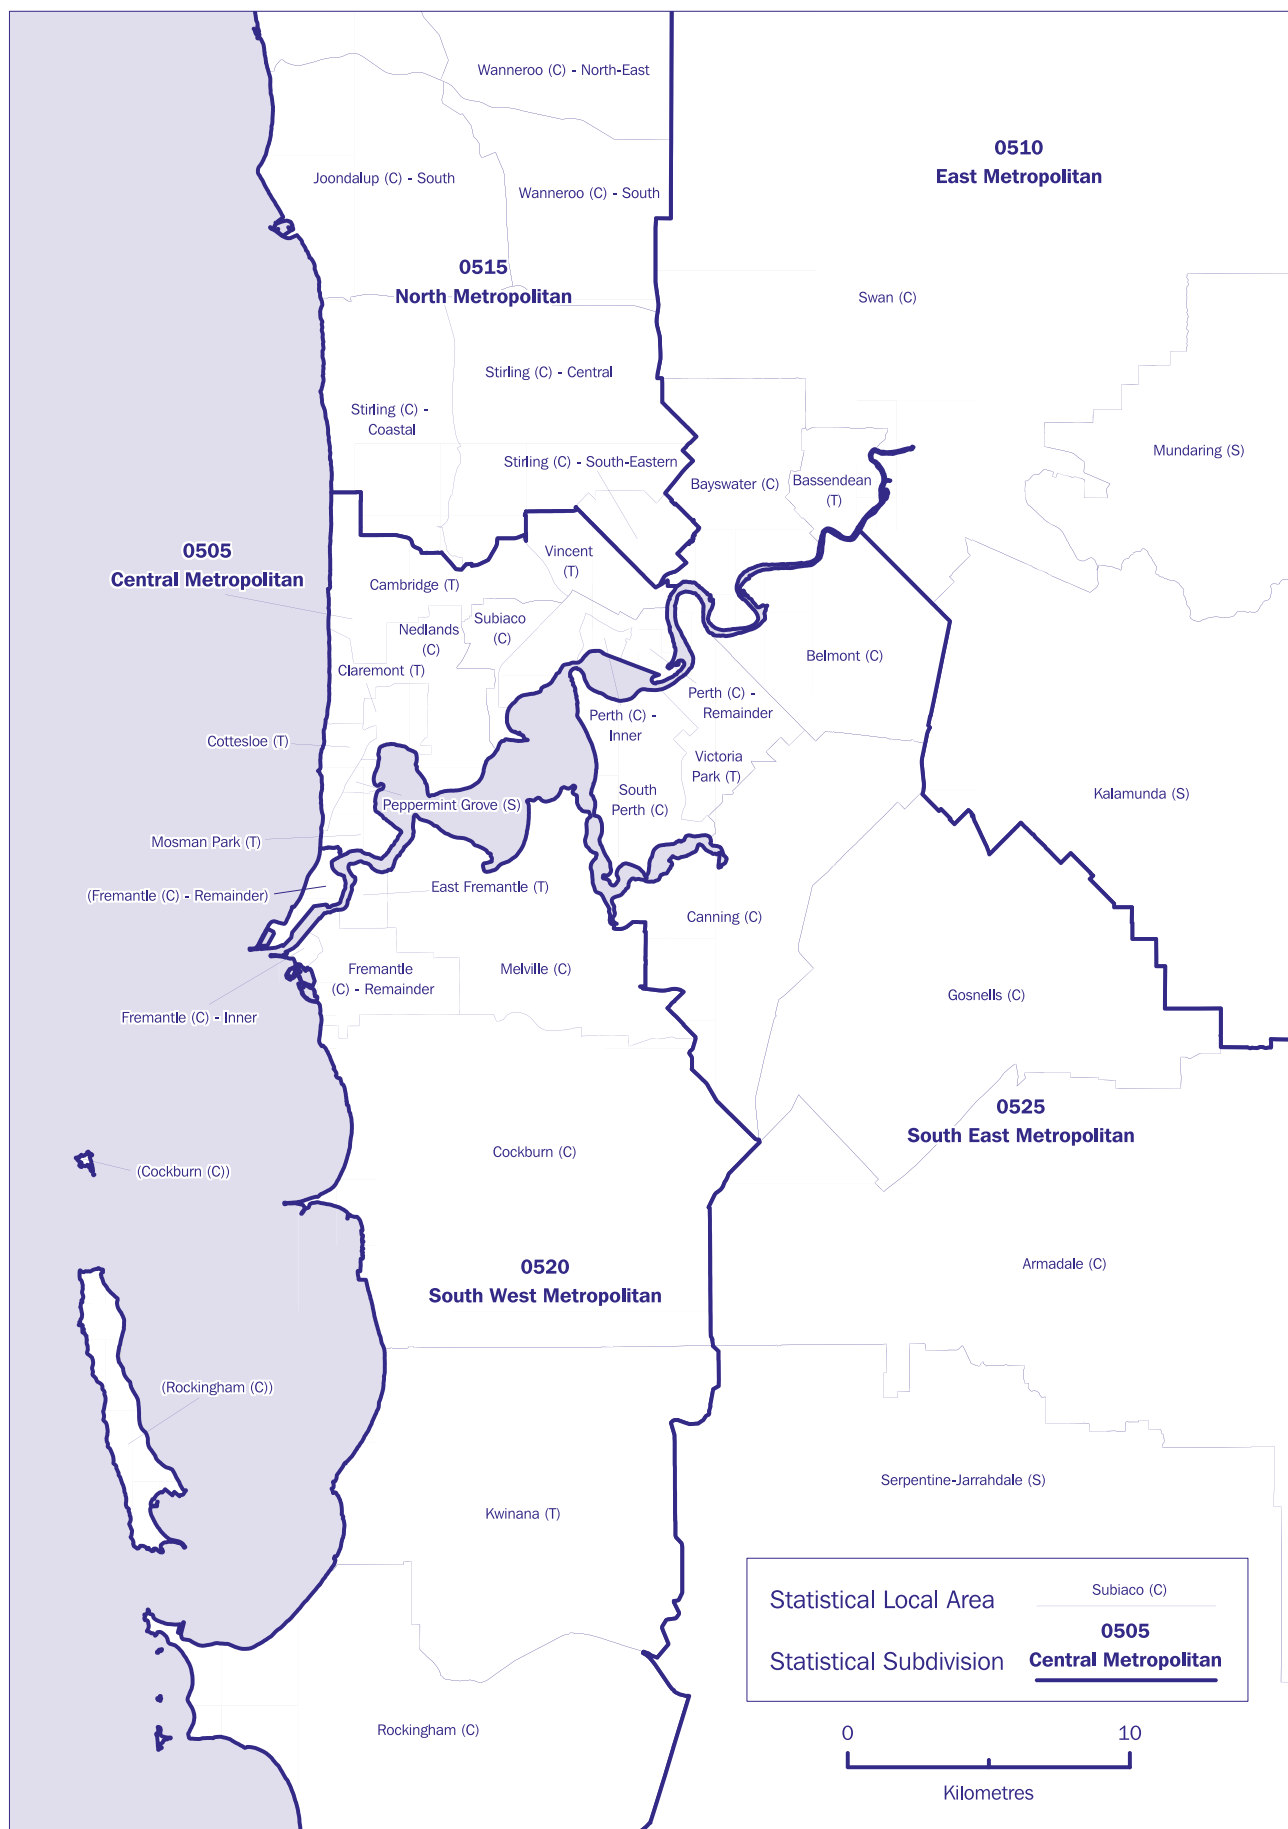 Wanneroo (C) - North-East
0510
East Metropolitan
Joondalup (C) - South
Wanneroo (C) - South
0515
North Metropolitan
Swan (C)
Stirling (C) - Central
Stirling (C) -
Coastal
Mundaring (S)
Stirling (C) - South-Eastern
Bayswater (C)
Bassendean
(T)
0505
Central Metropolitan
Vincent
(T)
Cambridge (T)
Subiaco
(C)
Nedlands
(C)
Belmont (C)
Claremont (T)
Perth (C) -
Remainder
Perth (C) -
Inner
Cottesloe (T)
Victoria
Park (T)
South
Perth (C)
Kalamunda (S)
Peppermint Grove (S)
Mosman Park (T)
(Fremantle (C) - Remainder)
East Fremantle (T)
Canning (C)
Fremantle
(C) - Remainder
Melville (C)
Gosnells (C)
Fremantle (C) - Inner
0525
South East Metropolitan
Cockburn (C)
(Cockburn (C))
0520
South West Metropolitan
Armadale (C)
(Rockingham (C))
Serpentine-Jarrahdale (S)
Kwinana (T)
Statistical Local Area
Subiaco (C)
Statistical Subdivision
0505
Central Metropolitan
Rockingham (C)
0 10
Kilometres